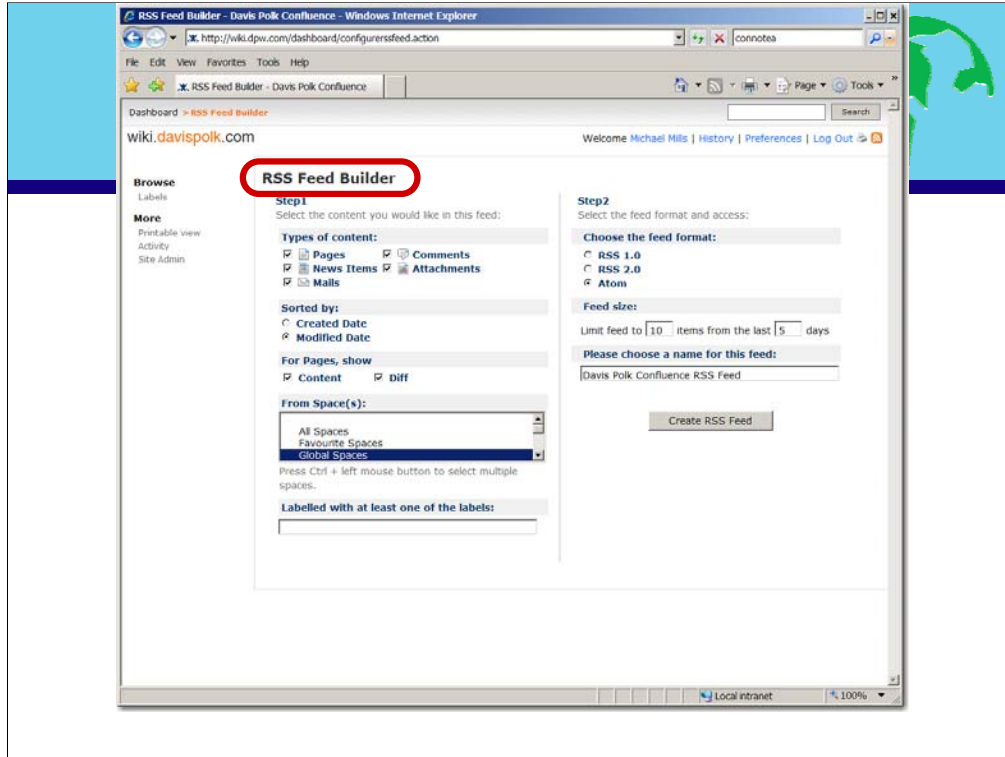 RSS Feed Builder - Davis Polk Confluence - Windows Internet Explorer
http://wiki.dpw.com/dashboard/configurerssfeed.action
connotea
File Edit View Favorites Tools Help
RSS Feed Builder - Davis Polk Confluence
Page Tools
Dashboard > RSS Feed Builder
Search
wiki.davispolk.com
Welcome Michael Mills | History | Preferences | Log Out
Browse
Labels
More
Printable view
Activity
Site Admin
RSS Feed Builder
Step1
Select the content you would like in this feed:
Types of content:
Pages Comments
News Items Attachments
Mails
Sorted by:
Created Date
Modified Date
For Pages, show
Content Diff
From Space(s):
All Spaces
Favourite Spaces
Global Spaces
Press Ctrl + left mouse button to select multiple
spaces.
Labelled with at least one of the labels:
Step2
Select the feed format and access:
Choose the feed format:
RSS 1.0
RSS 2.0
Atom
Feed size:
Limit feed to 10 items from the last 5 days
Please choose a name for this feed:
Davis Polk Confluence RSS Feed
Create RSS Feed
Local intranet 100%